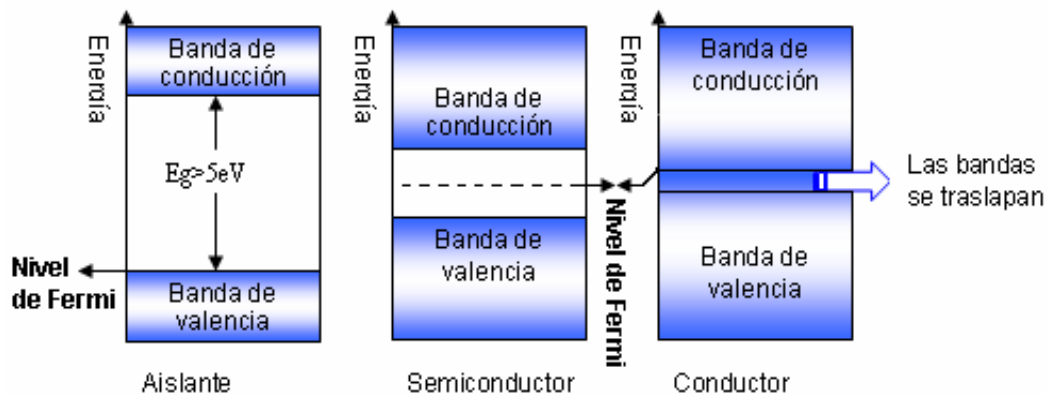 Energía
Banda de
conducción
Eg>5eV
Nivel
de Fermi
Banda de
valencia
Aislante
Energía
Banda de
conducción
Banda de
valencia
Semiconductor
Nivel de Fermi
Energía
Banda de
conducción
Las bandas
se traslapan
Banda de
valencia
Conductor